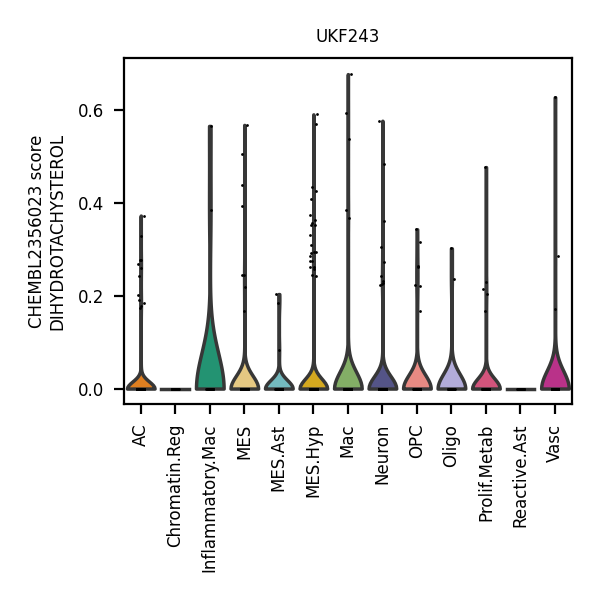 UKF243
CHEMBL2356023 score
DIHYDROTACHYSTEROL
0.6
0.4
0.2
0.0
AC
Chromatin.Reg
Inflammatory.Mac
MES
MES.Ast
MES.Hyp
Mac
Neuron
OPC
Oligo
Prolif.Metab
Reactive.Ast
Vasc